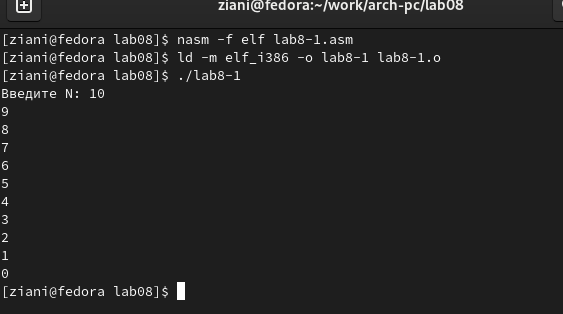 ziani@fedora:~/work/arch-pc/lab08
[ziani@fedora lab08]$ nasm -f elf lab8-1.asm
[ziani@fedora lab08]$ ld -m elf_i386 -o lab8-1 lab8-1.o
[ziani@fedora lab08]$ ./lab8-1
Введите N: 10
9
8
7
6
5
4
3
2
1
0
[ziani@fedora lab08]$